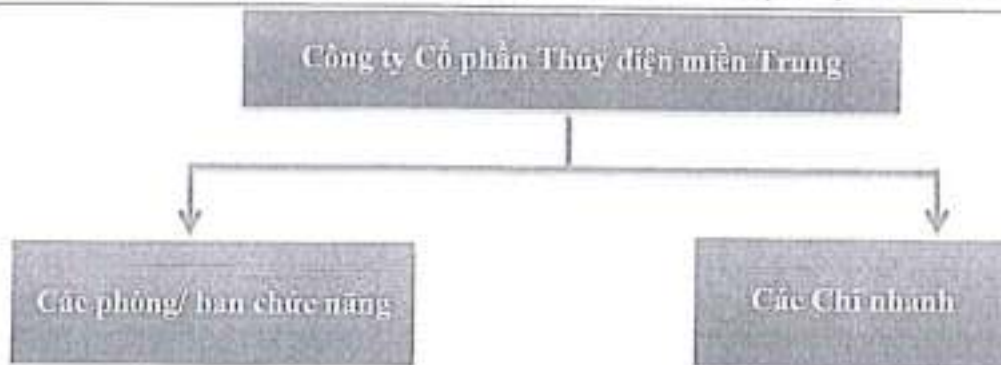 Công ty Cổ phần Thủy điện miền Trung
Các phòng/ ban chức năng
Các Chi nhánh